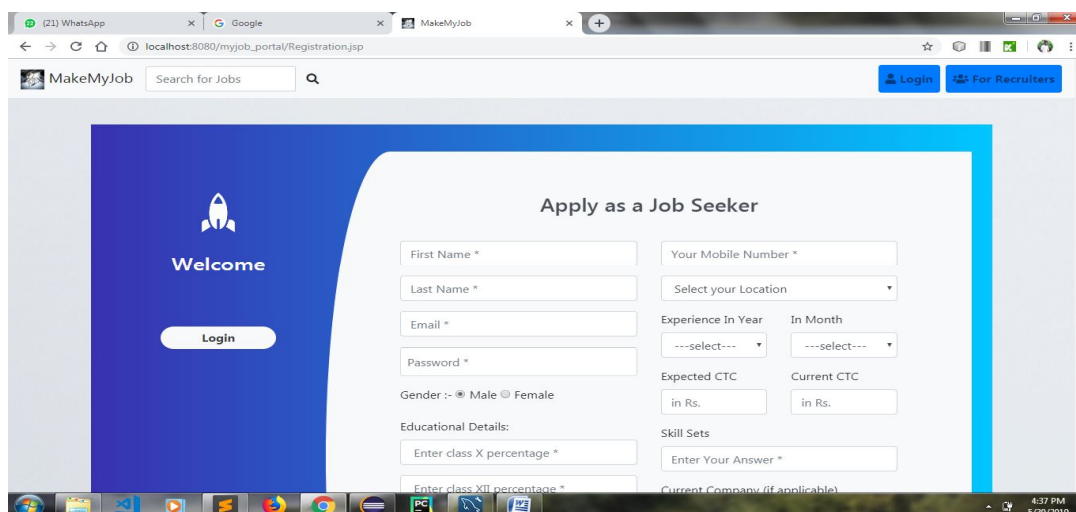 (21) WhatsApp
Google
MakeMyJob
localhost:8080/myjob_portal/Registration.jsp
MakeMyJob
Search for Jobs
Login
For Recruiters
Welcome
Login
Apply as a Job Seeker
First Name *
Last Name *
Email *
Password *
Gender :- Male Female
Educational Details:
Enter class X percentage *
Enter class XII percentage *
Your Mobile Number *
Select your Location
Experience In Year In Month
---select--- ---select---
Expected CTC Current CTC
in Rs. in Rs.
Skill Sets
Enter Your Answer *
Current Company (if applicable)
PC
4:37 PM